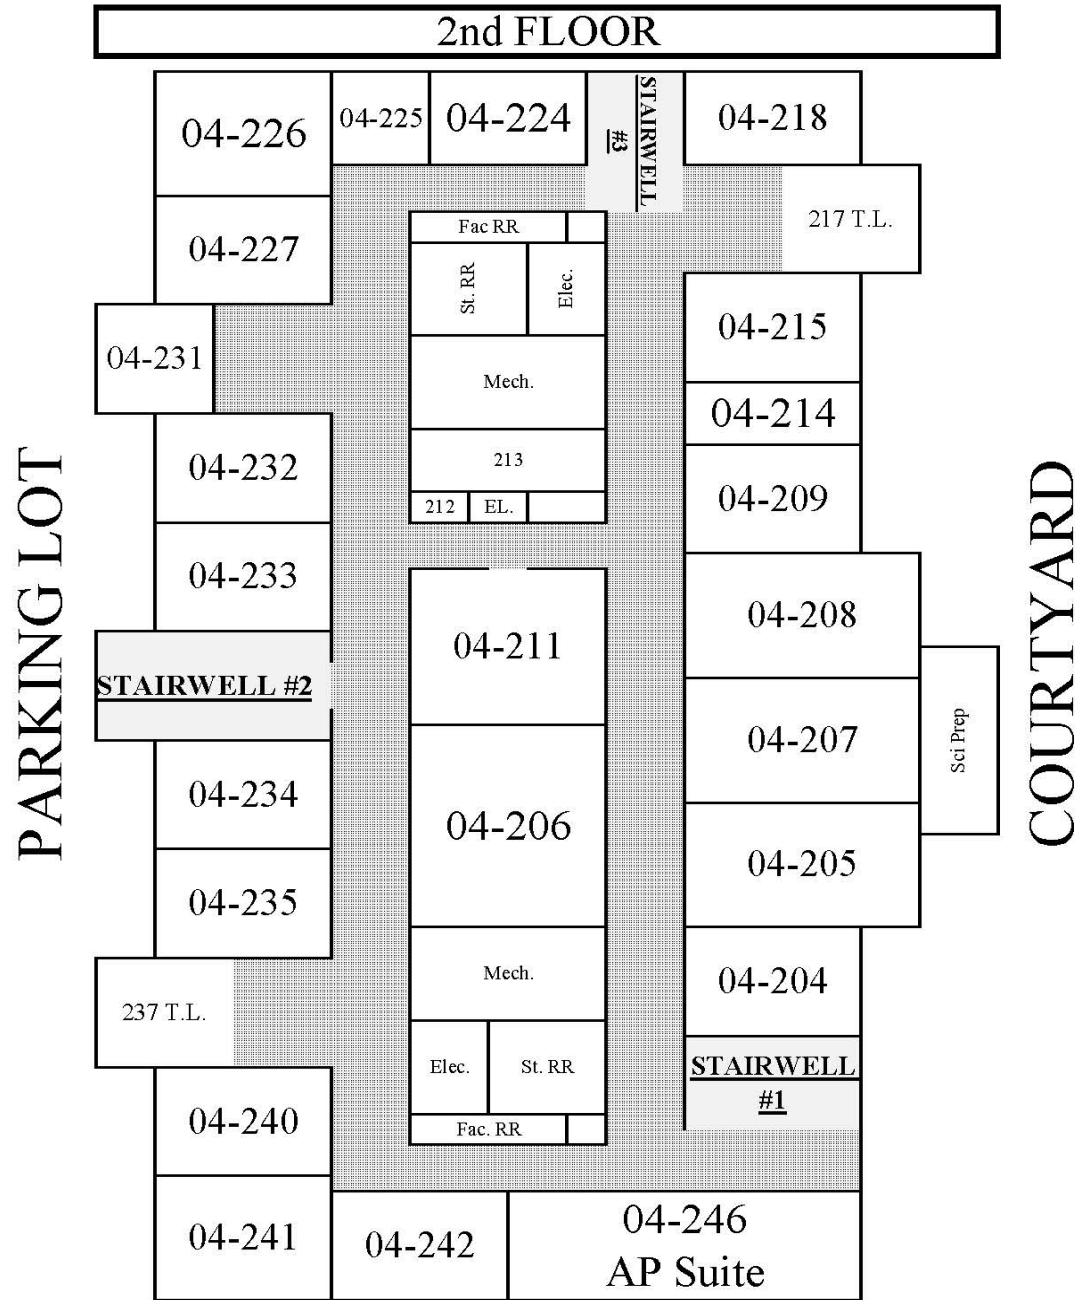 2nd FLOOR
04-226
04-225
04-224
STAIRWELL
#3
04-218
217 T.L.
04-227
Fac RR
St. RR
Elec.
04-231
Mech.
04-215
04-214
04-232
213
212
EL.
04-209
04-233
04-211
04-208
STAIRWELL #2
PARKING LOT
COURTYARD
04-207
Sci Prep
04-234
04-206
04-205
04-235
Mech.
04-204
237 T.L.
Elec.
St. RR
STAIRWELL
#1
04-240
Fac. RR
04-241
04-242
04-246
AP Suite